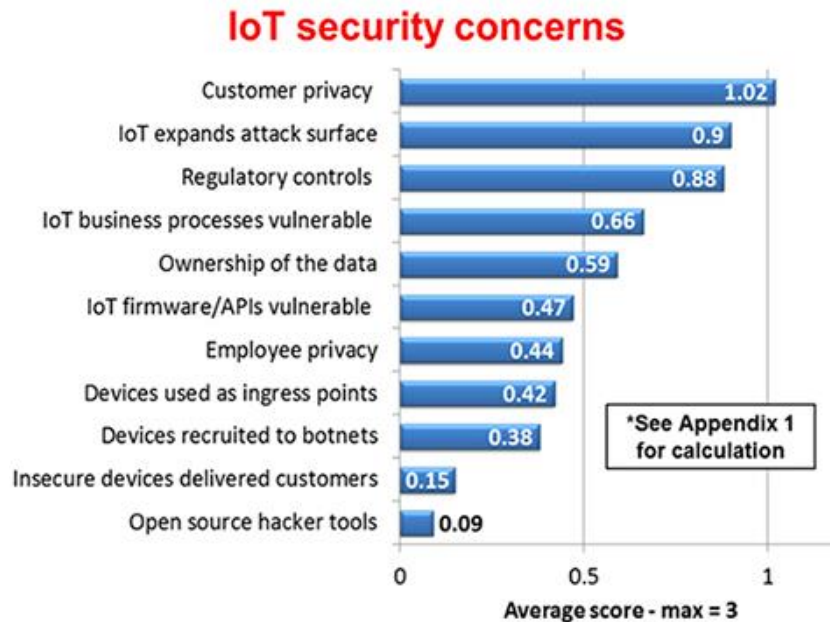 IoT security concerns
Customer privacy 1.02
IoT expands attack surface 0.9
Regulatory controls 0.88
IoT business processes vulnerable 0.66
Ownership of the data 0.59
IoT firmware/APIs vulnerable 0.47
Employee privacy 0.44
Devices used as ingress points 0.42
Devices recruited to botnets 0.38
Insecure devices delivered customers 0.15
Open source hacker tools 0.09
*See Appendix 1
for calculation
0 0.5 1
Average score - max = 3